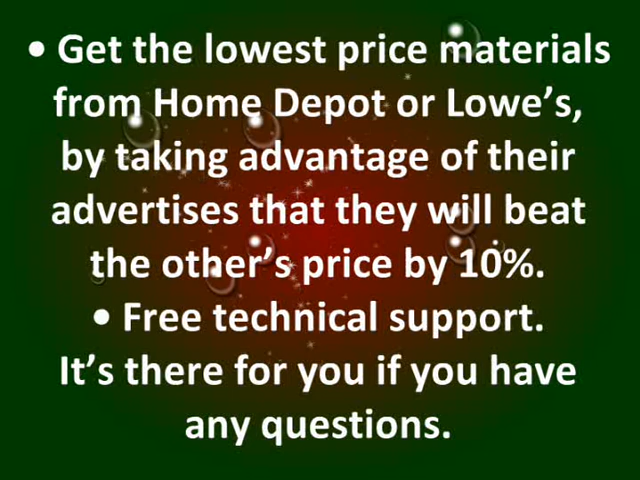 • Get the lowest price materials
from Home Depot or Lowe's,
by taking advantage of their
advertises that they will beat
the other's price by 10%.
• Free technical support.
It's there for you if you have
any questions.